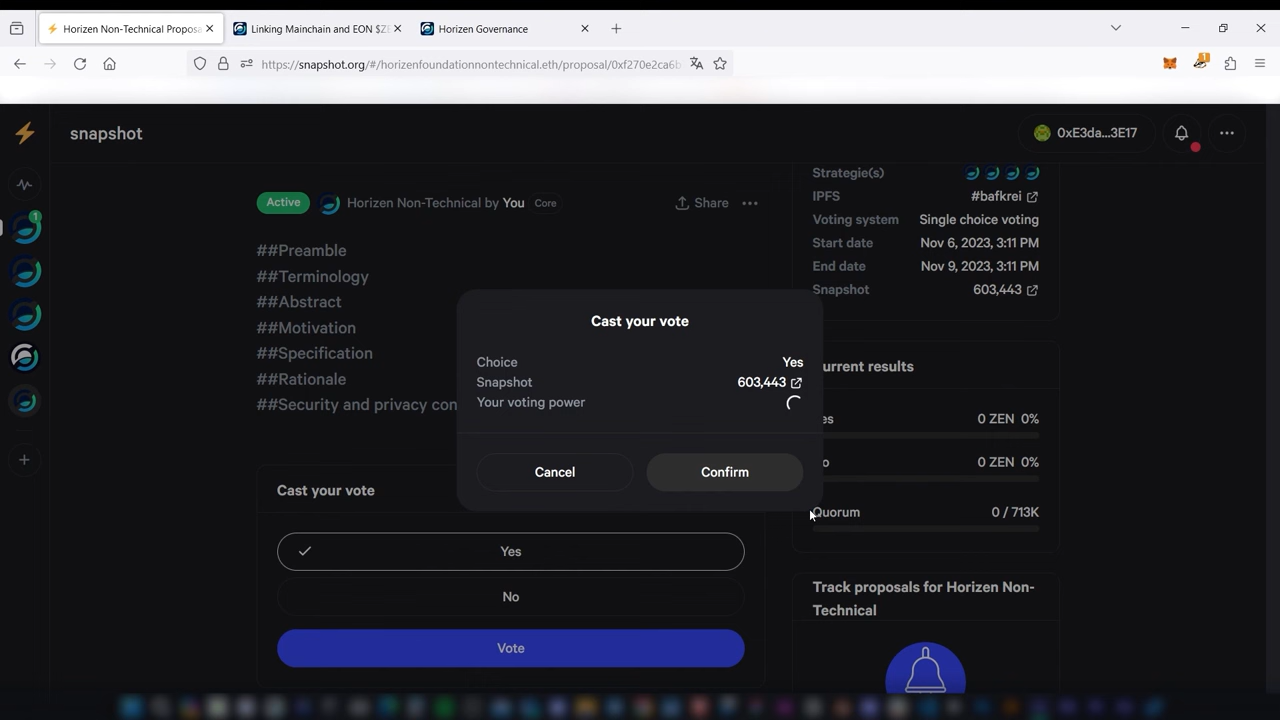 Horizen Non-Technical Proposa
Linking Mainchain and EON $ZE
Horizen Governance
https://snapshot.org/#/horizenfoundationnontechnical.eth/proposal/0xf270e2ca6b
1
snapshot
0xE3da...3E17
1
Active
Horizen Non-Technical by You
Core
Share
##Preamble
##Terminology
##Abstract
##Motivation
##Specification
##Rationale
##Security and privacy con
Cast your vote
Yes
No
Vote
Cast your vote
Choice Yes
Snapshot 603,443
Your voting power
Cancel
Confirm
Strategie(s)
IPFS #bafkrei
Voting system Single choice voting
Start date Nov 6, 2023, 3:11 PM
End date Nov 9, 2023, 3:11 PM
Snapshot 603,443
urrent results
es 0 ZEN 0%
o 0 ZEN 0%
Quorum 0 / 713K
Track proposals for Horizen Non-
Technical